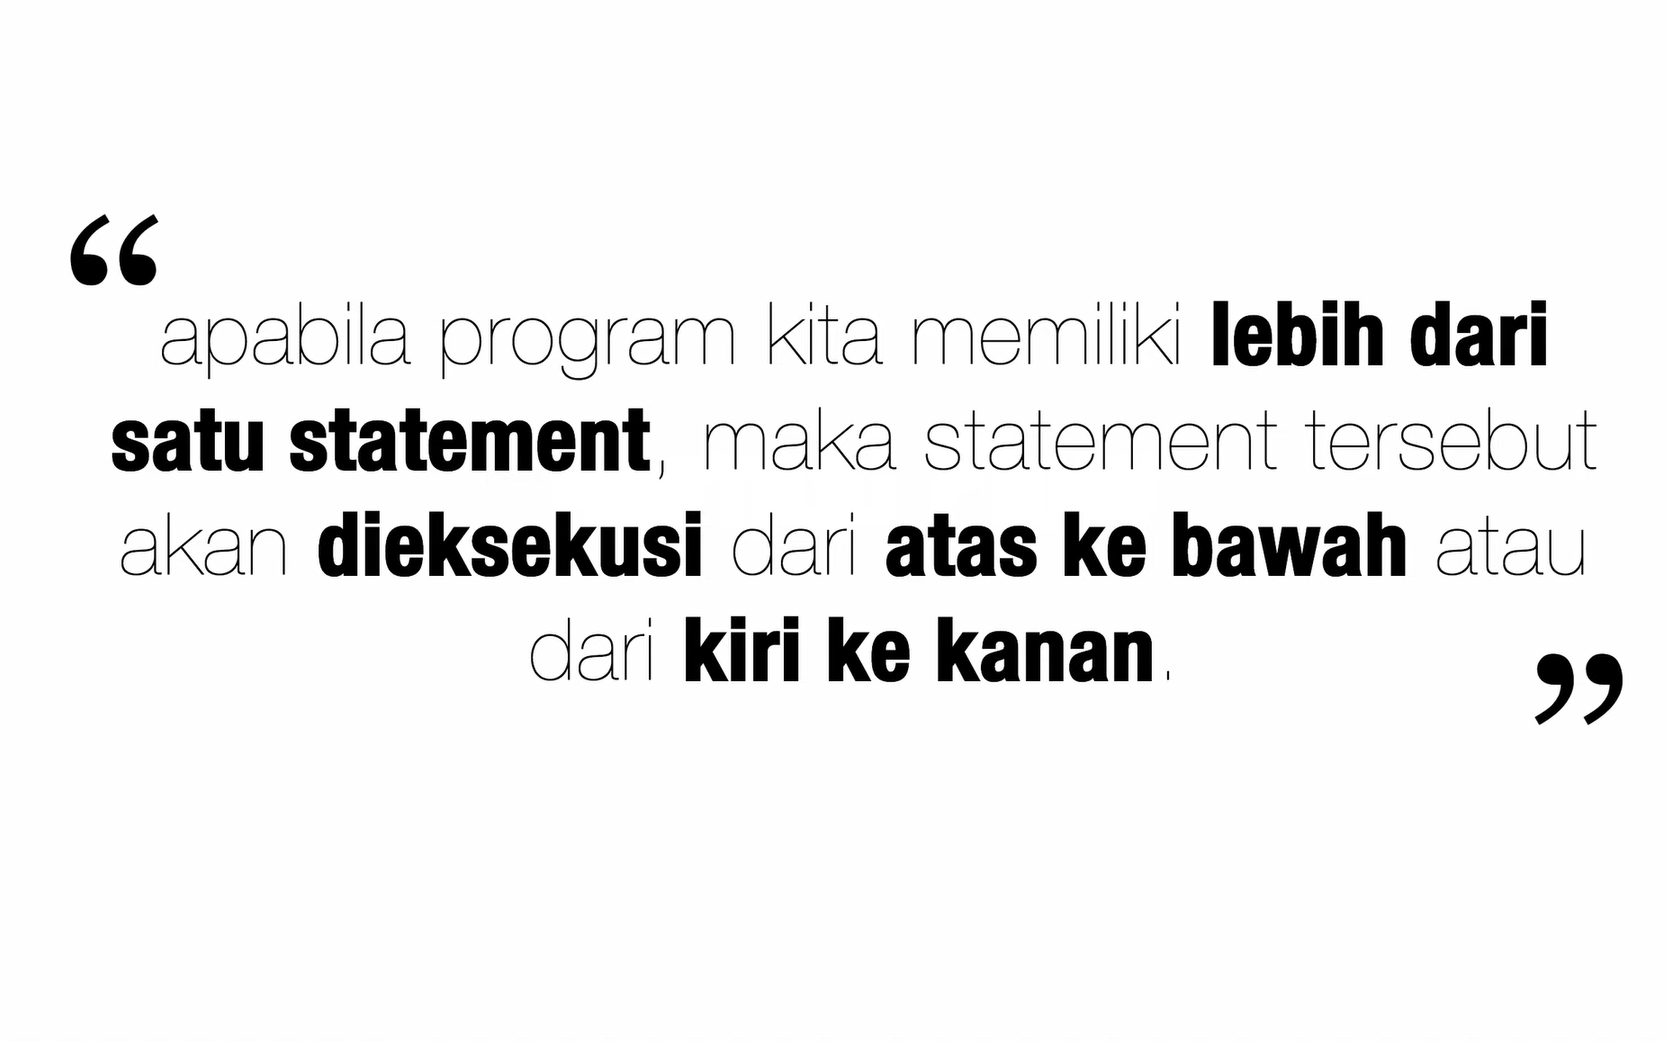 “
apabila program kita memiliki lebih dari
satu statement, maka statement tersebut
akan dieksekusi dari atas ke bawah atau
dari kiri ke kanan.
”